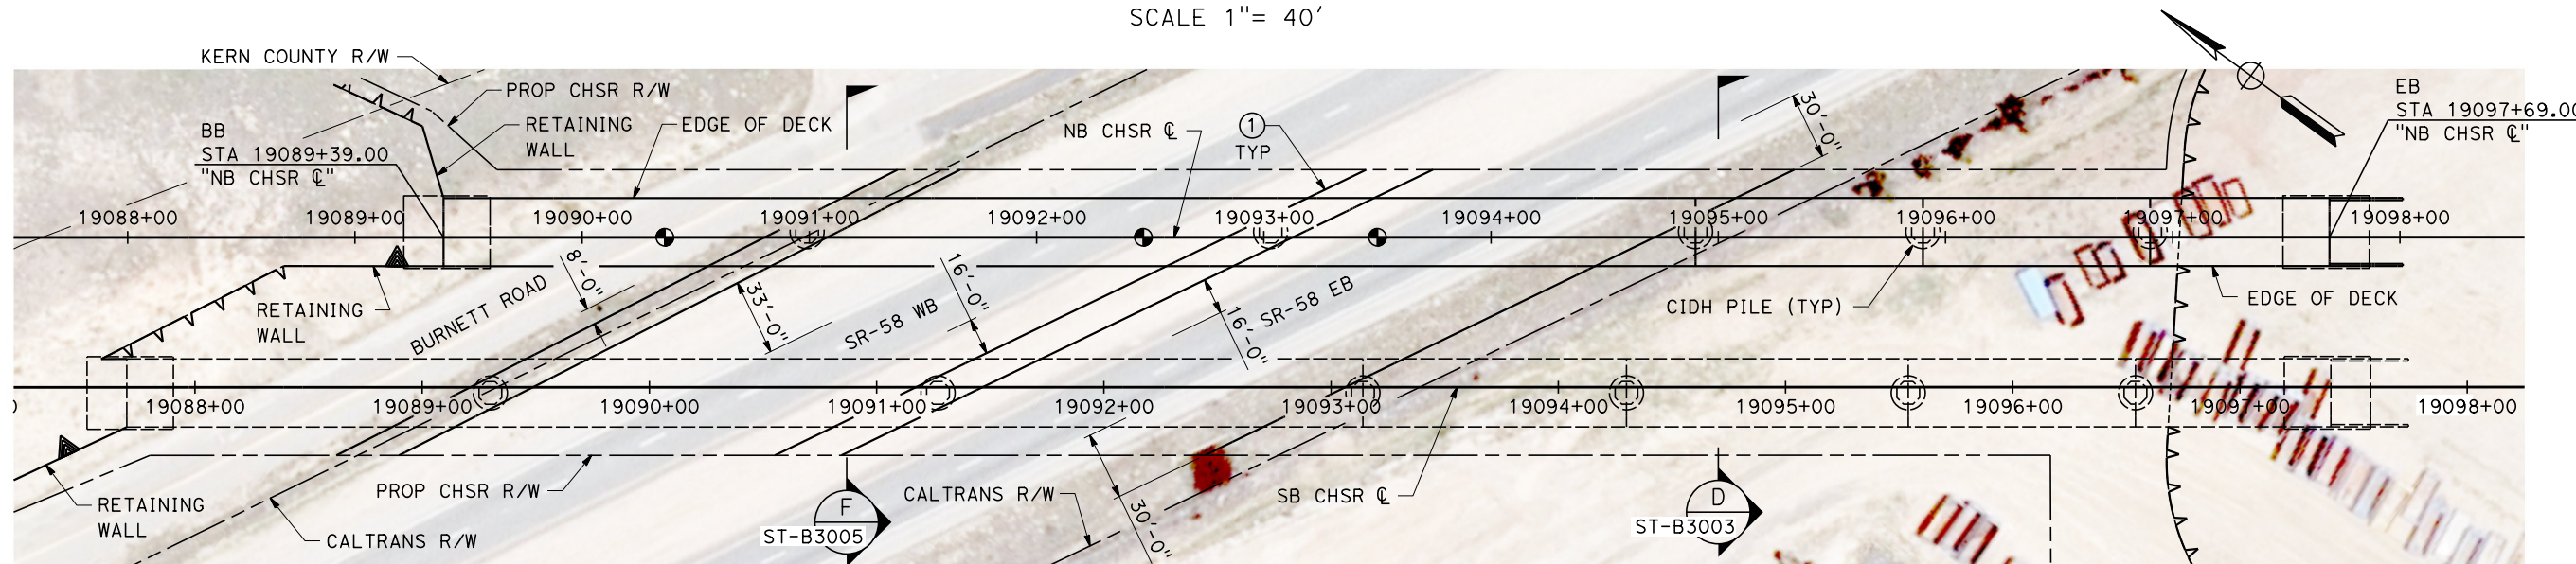 SCALE 1"= 40'
KERN COUNTY R/W
PROP CHSR R/W
RETAINING
WALL
EDGE OF DECK
BB
STA 19089+39.00
"NB CHSR ℄"
NB CHSR ℄
1
TYP
30'-0"
EB
STA 19097+69.00
"NB CHSR ℄"
19088+00
19089+00
19090+00
19091+00
19092+00
19093+00
19094+00
19095+00
19096+00
19097+00
19098+00
RETAINING
WALL
BURNETT ROAD
8'-0"
33'-0"
SR-58 WB
16'-0"
16'-0"
SR-58 EB
CIDH PILE (TYP)
EDGE OF DECK
19088+00
19089+00
19090+00
19091+00
19092+00
19093+00
19094+00
19095+00
19096+00
19097+00
19098+00
RETAINING
WALL
PROP CHSR R/W
CALTRANS R/W
F
ST-B3005
CALTRANS R/W
30'-0"
SB CHSR ℄
D
ST-B3003